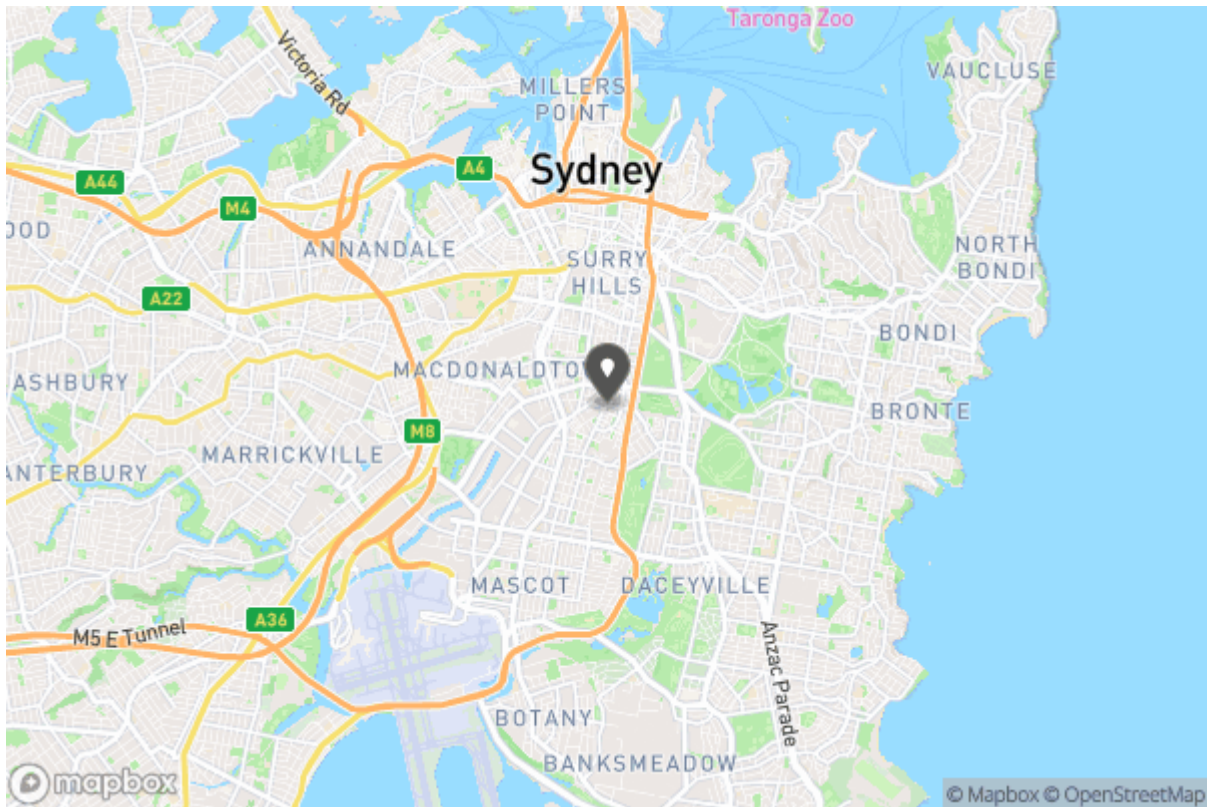 Taronga Zoo
Victoria Rd
VAUCLUSE
MILLERS
POINT
Sydney
A4
A44
M4
OOD
ANNANDALE
SURRY
HILLS
NORTH
BONDI
A22
BONDI
MACDONALDTO
ASHBURY
BRONTE
M8
MARRICKVILLE
ANTERBURY
MASCOT
DACEYVILLE
A36
M5 E Tunnel
Anzac Parade
BOTANY
BANKSMEADOW
mapbox
© Mapbox © OpenStreetMap